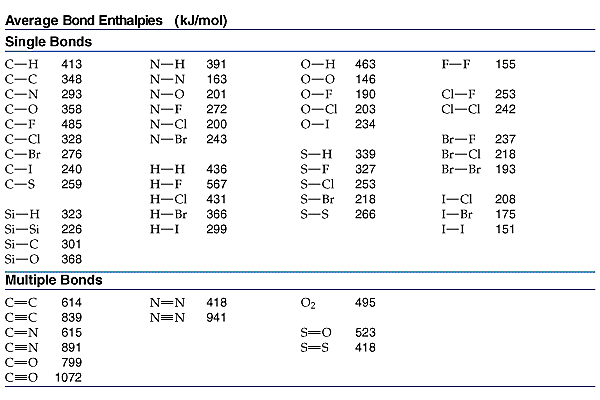 Average Bond Enthalpies (kJ/mol)
Single Bonds
C—H 413 N—H 391 O—H 463 F—F 155
C—C 348 N—N 163 O—O 146
C—N 293 N—O 201 O—F 190 Cl—F 253
C—O 358 N—F 272 O—Cl 203 Cl—Cl 242
C—F 485 N—Cl 200 O—I 234
C—Cl 328 N—Br 243 Br—F 237
C—Br 276 S—H 339 Br—Cl 218
C—I 240 H—H 436 S—F 327 Br—Br 193
C—S 259 H—F 567 S—Cl 253
H—Cl 431 S—Br 218 I—Cl 208
Si—H 323 H—Br 366 S—S 266 I—Br 175
Si—Si 226 H—I 299 I—I 151
Si—C 301
Si—O 368
Multiple Bonds
C=C 614 N=N 418 O₂ 495
C≡C 839 N≡N 941
C=N 615 S=O 523
C≡N 891 S=S 418
C=O 799
C≡O 1072